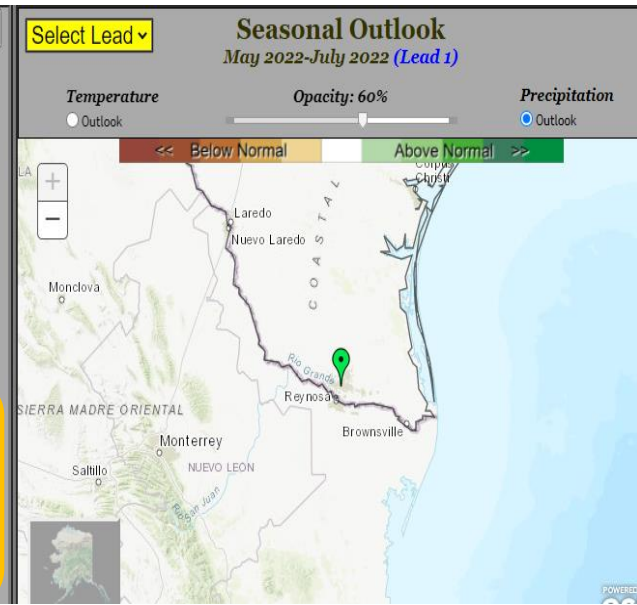 Select Lead
Seasonal Outlook
May 2022-July 2022 (Lead 1)
Temperature
Opacity: 60%
Precipitation
Outlook
Outlook
<< Below Normal
Above Normal >>
LA
+
−
Corpus
Christi
Laredo
Nuevo Laredo
COASTAL
Monclova
Rio Grande
Reynosa
SIERRA MADRE ORIENTAL
Brownsville
Monterrey
Saltillo
NUEVO LEON
Rio San Juan
POWERED